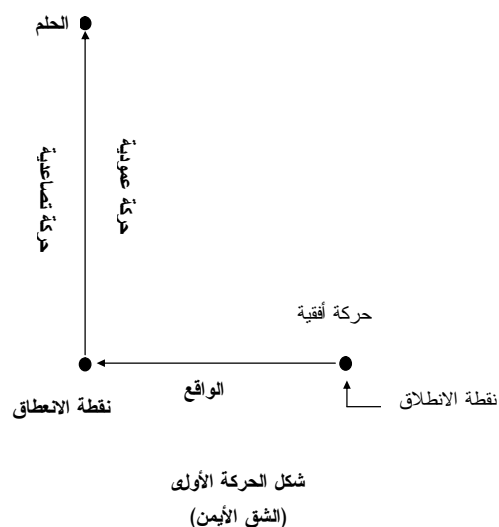 الحلم
حركة عمودية
حركة تصاعدية
حركة أفقية
الواقع
نقطة الانطلاق
نقطة الانعطاق
شكل الحركة الأولى
(الشق الأيمن)